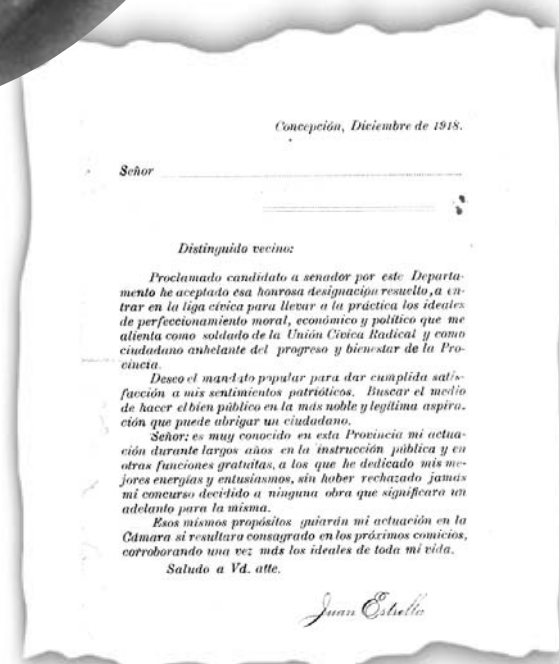 Concepción, Diciembre de 1918.
Señor
Distinguido vecino:
Proclamado candidato a senador por este Departa-
mento he aceptado esa honrosa designación resuelto, a en-
trar en la liga cívica para llevar a la práctica los ideales
de perfeccionamiento moral, económico y político que me
alienta como soldado de la Unión Cívica Radical y como
ciudadano anhelante del progreso y bienestar de la Pro-
vincia.
Deseo el mandato popular para dar cumplida satis-
facción a mis sentimientos patrióticos. Buscar el medio
de hacer el bien público en la más noble y legítima aspira.
ción que puede abrigar un ciudadano.
Señor: es muy conocido en esta Provincia mi actua-
ción durante largos años en la instrucción pública y en
otras funciones gratuitas, a los que he dedicado mis me-
jores energías y entusiasmos, sin haber rechazado jamás
mi concurso decidido a ninguna obra que significara un
adelanto para la misma.
Esos mismos propósitos guiarán mi actuación en la
Cámara si resultara consagrado en los próximos comicios,
corroborando una vez más los ideales de toda mi vida.
Saludo a Vd. atte.
Juan Estrella